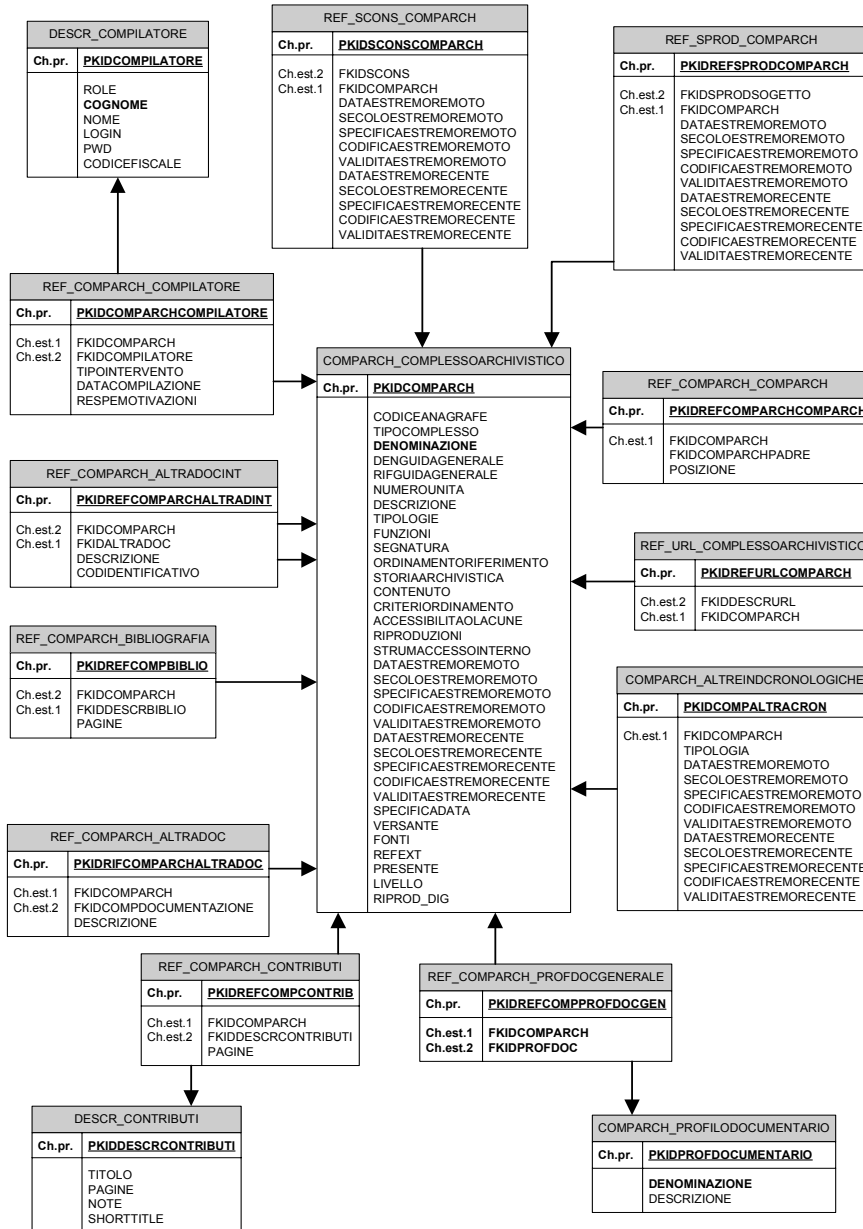 DESCR_COMPILATORE
Ch.pr. PKIDCOMPILATORE
ROLE
COGNOME
NOME
LOGIN
PWD
CODICEFISCALE
REF_SCONS_COMPARCH
Ch.pr. PKIDSCONSCOMPARCH
Ch.est.2 FKIDSCONS
Ch.est.1 FKIDCOMPARCH
DATAESTREMOREMOTO
SECOLOESTREMOREMOTO
SPECIFICAESTREMOREMOTO
CODIFICAESTREMOREMOTO
VALIDITAESTREMOREMOTO
DATAESTREMORECENTE
SECOLOESTREMORECENTE
SPECIFICAESTREMORECENTE
CODIFICAESTREMORECENTE
VALIDITAESTREMORECENTE
REF_SPROD_COMPARCH
Ch.pr. PKIDREFSPRODCOMPARCH
Ch.est.2 FKIDSPRODSOGETTO
Ch.est.1 FKIDCOMPARCH
DATAESTREMOREMOTO
SECOLOESTREMOREMOTO
SPECIFICAESTREMOREMOTO
CODIFICAESTREMOREMOTO
VALIDITAESTREMOREMOTO
DATAESTREMORECENTE
SECOLOESTREMORECENTE
SPECIFICAESTREMORECENTE
CODIFICAESTREMORECENTE
VALIDITAESTREMORECENTE
REF_COMPARCH_COMPILATORE
Ch.pr. PKIDCOMPARCHCOMPILATORE
Ch.est.1 FKIDCOMPARCH
Ch.est.2 FKIDCOMPILATORE
TIPOINTERVENTO
DATACOMPILAZIONE
RESPEMOTIVAZIONI
COMPARCH_COMPLESSOARCHIVISTICO
Ch.pr. PKIDCOMPARCH
CODICEANAGRAFE
TIPOCOMPLESSO
DENOMINAZIONE
DENGUIDAGENERALE
RIFGUIDAGENERALE
NUMEROUNITA
DESCRIZIONE
TIPOLOGIE
FUNZIONI
SEGNATURA
ORDINAMENTORIFERIMENTO
STORIAARCHIVISTICA
CONTENUTO
CRITERIORDINAMENTO
ACCESSIBILITAOLACUNE
RIPRODUZIONI
STRUMACCESSOINTERNO
DATAESTREMOREMOTO
SECOLOESTREMOREMOTO
SPECIFICAESTREMOREMOTO
CODIFICAESTREMOREMOTO
VALIDITAESTREMOREMOTO
DATAESTREMORECENTE
SECOLOESTREMORECENTE
SPECIFICAESTREMORECENTE
CODIFICAESTREMORECENTE
VALIDITAESTREMORECENTE
SPECIFICADATA
VERSANTE
FONTI
REFEXT
PRESENTE
LIVELLO
RIPROD_DIG
REF_COMPARCH_COMPARCH
Ch.pr. PKIDREFCOMPARCHCOMPARCH
Ch.est.1 FKIDCOMPARCH
FKIDCOMPARCHPADRE
POSIZIONE
REF_COMPARCH_ALTRADOCINT
Ch.pr. PKIDREFCOMPARCHALTRADINT
Ch.est.2 FKIDCOMPARCH
Ch.est.1 FKIDALTRADOC
DESCRIZIONE
CODIDENTIFICATIVO
REF_URL_COMPLESSOARCHIVISTICO
Ch.pr. PKIDREFURLCOMPARCH
Ch.est.2 FKIDDESCRURL
Ch.est.1 FKIDCOMPARCH
REF_COMPARCH_BIBLIOGRAFIA
Ch.pr. PKIDREFCOMPBIBLIO
Ch.est.2 FKIDCOMPARCH
Ch.est.1 FKIDDESCRBIBLIO
PAGINE
COMPARCH_ALTREINDCRONOLOGICHE
Ch.pr. PKIDCOMPALTRACRON
Ch.est.1 FKIDCOMPARCH
TIPOLOGIA
DATAESTREMOREMOTO
SECOLOESTREMOREMOTO
SPECIFICAESTREMOREMOTO
CODIFICAESTREMOREMOTO
VALIDITAESTREMOREMOTO
DATAESTREMORECENTE
SECOLOESTREMORECENTE
SPECIFICAESTREMORECENTE
CODIFICAESTREMORECENTE
VALIDITAESTREMORECENTE
REF_COMPARCH_ALTRADOC
Ch.pr. PKIDRIFCOMPARCHALTRADOC
Ch.est.1 FKIDCOMPARCH
Ch.est.2 FKIDCOMPDOCUMENTAZIONE
DESCRIZIONE
REF_COMPARCH_CONTRIBUTI
Ch.pr. PKIDREFCOMPCONTRIB
Ch.est.1 FKIDCOMPARCH
Ch.est.2 FKIDDESCRCONTRIBUTI
PAGINE
REF_COMPARCH_PROFDOCGENERALE
Ch.pr. PKIDREFCOMPPROFDOCGEN
Ch.est.1 FKIDCOMPARCH
Ch.est.2 FKIDPROFDOC
DESCR_CONTRIBUTI
Ch.pr. PKIDDESCRCONTRIBUTI
TITOLO
PAGINE
NOTE
SHORTTITLE
COMPARCH_PROFILODOCUMENTARIO
Ch.pr. PKIDPROFDOCUMENTARIO
DENOMINAZIONE
DESCRIZIONE